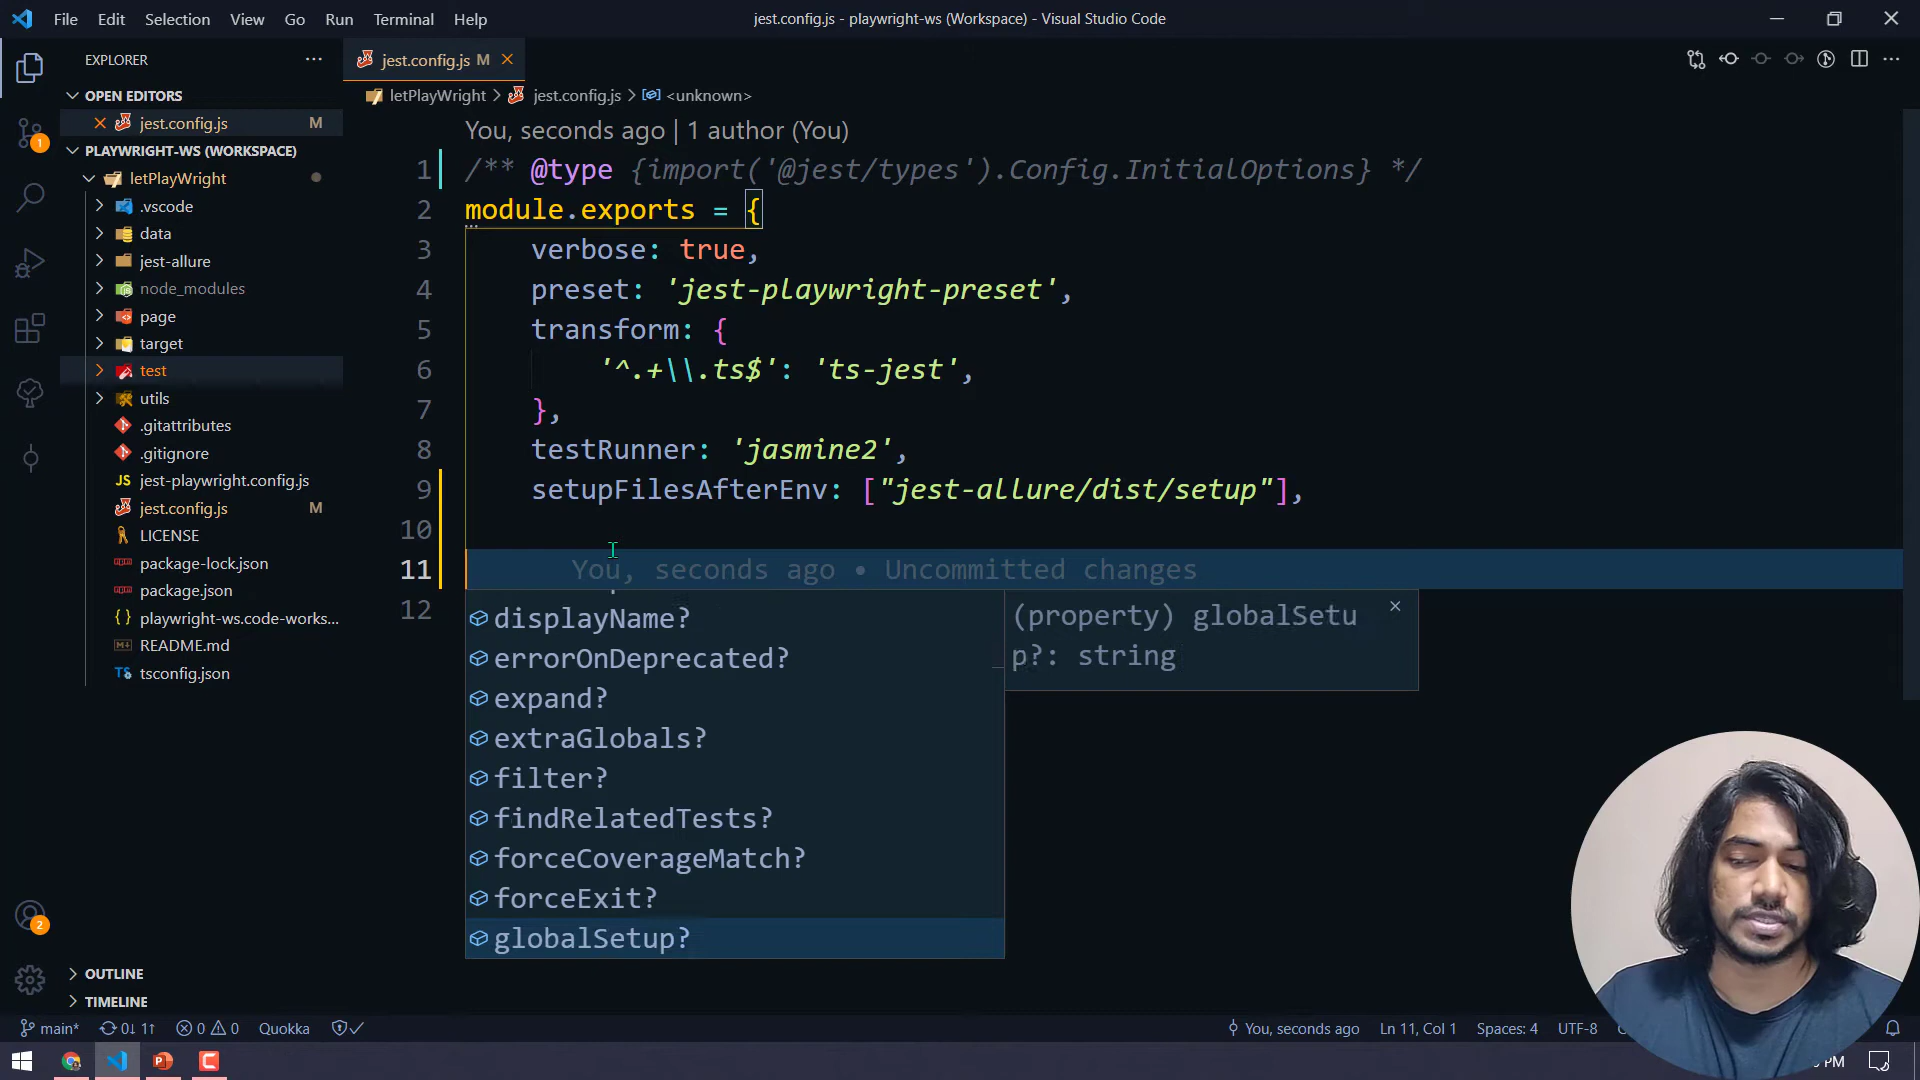 File Edit Selection View Go Run Terminal Help
jest.config.js - playwright-ws (Workspace) - Visual Studio Code
EXPLORER
OPEN EDITORS
jest.config.js M
PLAYWRIGHT-WS (WORKSPACE)
letPlayWright
.vscode
data
jest-allure
node_modules
page
target
test
utils
.gitattributes
.gitignore
jest-playwright.config.js
jest.config.js M
LICENSE
package-lock.json
package.json
playwright-ws.code-works...
README.md
tsconfig.json
OUTLINE
TIMELINE
jest.config.js M
letPlayWright > jest.config.js > <unknown>
You, seconds ago | 1 author (You)
1 /** @type {import('@jest/types').Config.InitialOptions} */
2 module.exports = {
3 verbose: true,
4 preset: 'jest-playwright-preset',
5 transform: {
6 '^.+\\.ts$': 'ts-jest',
7 },
8 testRunner: 'jasmine2',
9 setupFilesAfterEnv: ["jest-allure/dist/setup"],
10
11 You, seconds ago • Uncommitted changes
12
displayName?
errorOnDeprecated?
expand?
extraGlobals?
filter?
findRelatedTests?
forceCoverageMatch?
forceExit?
globalSetup?
(property) globalSetu
p?: string
1
2
main* 0↓ 1↑ 0 0 Quokka
You, seconds ago Ln 11, Col 1 Spaces: 4 UTF-8
PM